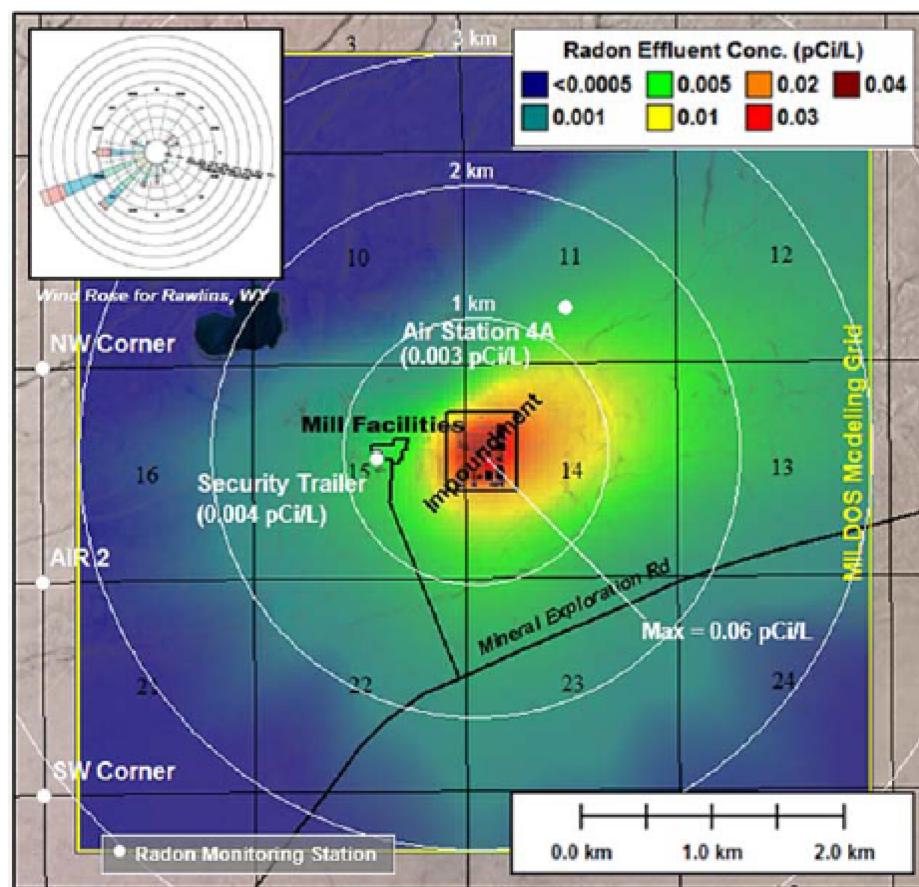 3
3 km
Radon Effluent Conc. (pCi/L)
<0.0005
0.005
0.02
0.04
0.001
0.01
0.03
2 km
10
11
12
Wind Rose for Rawlins, WY
1 km
NW Corner
Air Station 4A
(0.003 pCi/L)
Mill Facilities
Impoundment
16
15
14
13
Security Trailer
(0.004 pCi/L)
MILDOS Modeling Grid
AIR 2
Mineral Exploration Rd
Max = 0.06 pCi/L
21
22
23
24
SW Corner
Radon Monitoring Station
0.0 km
1.0 km
2.0 km